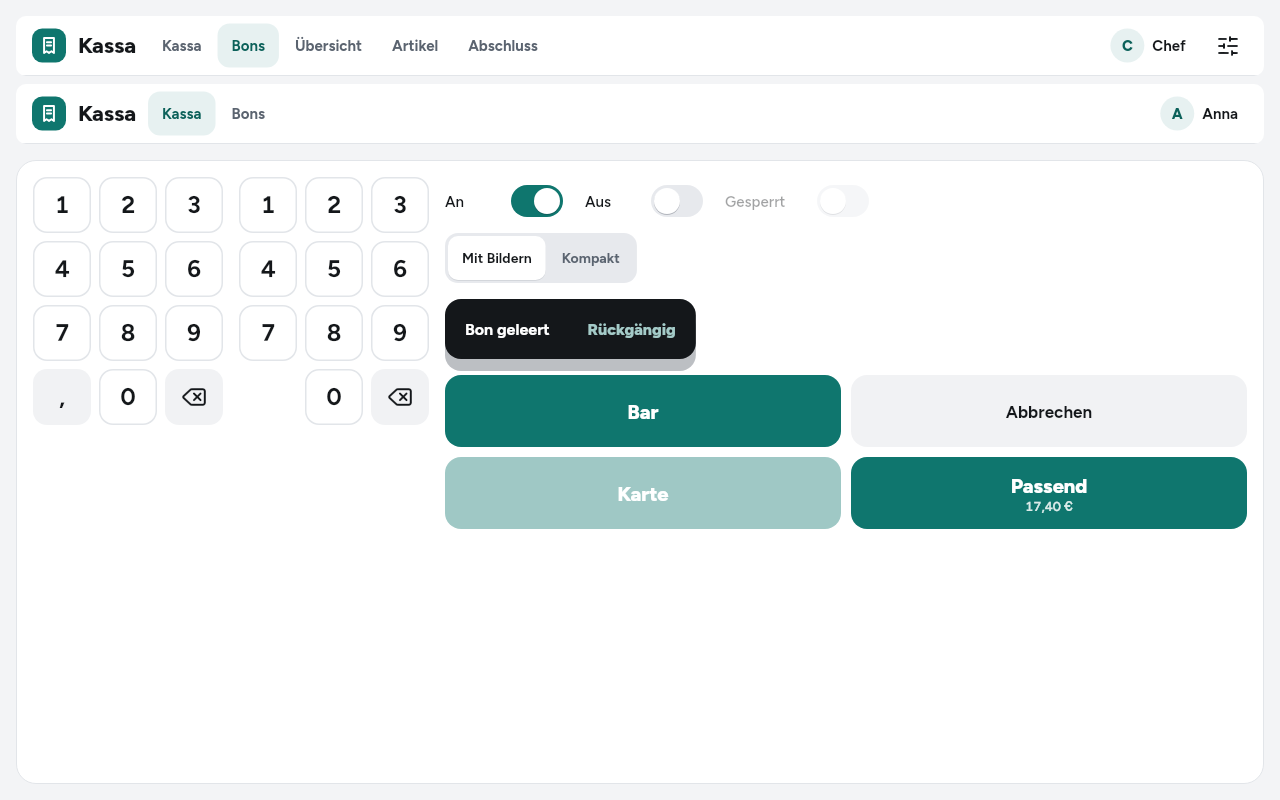 Kassa Kassa Bons Übersicht Artikel Abschluss C Chef
Kassa Kassa Bons A Anna
1 2 3 1 2 3 An Aus Gesperrt
4 5 6 4 5 6 Mit Bildern Kompakt
7 8 9 7 8 9 Bon geleert Rückgängig
, 0 0 Bar Abbrechen
Karte Passend
17,40 €